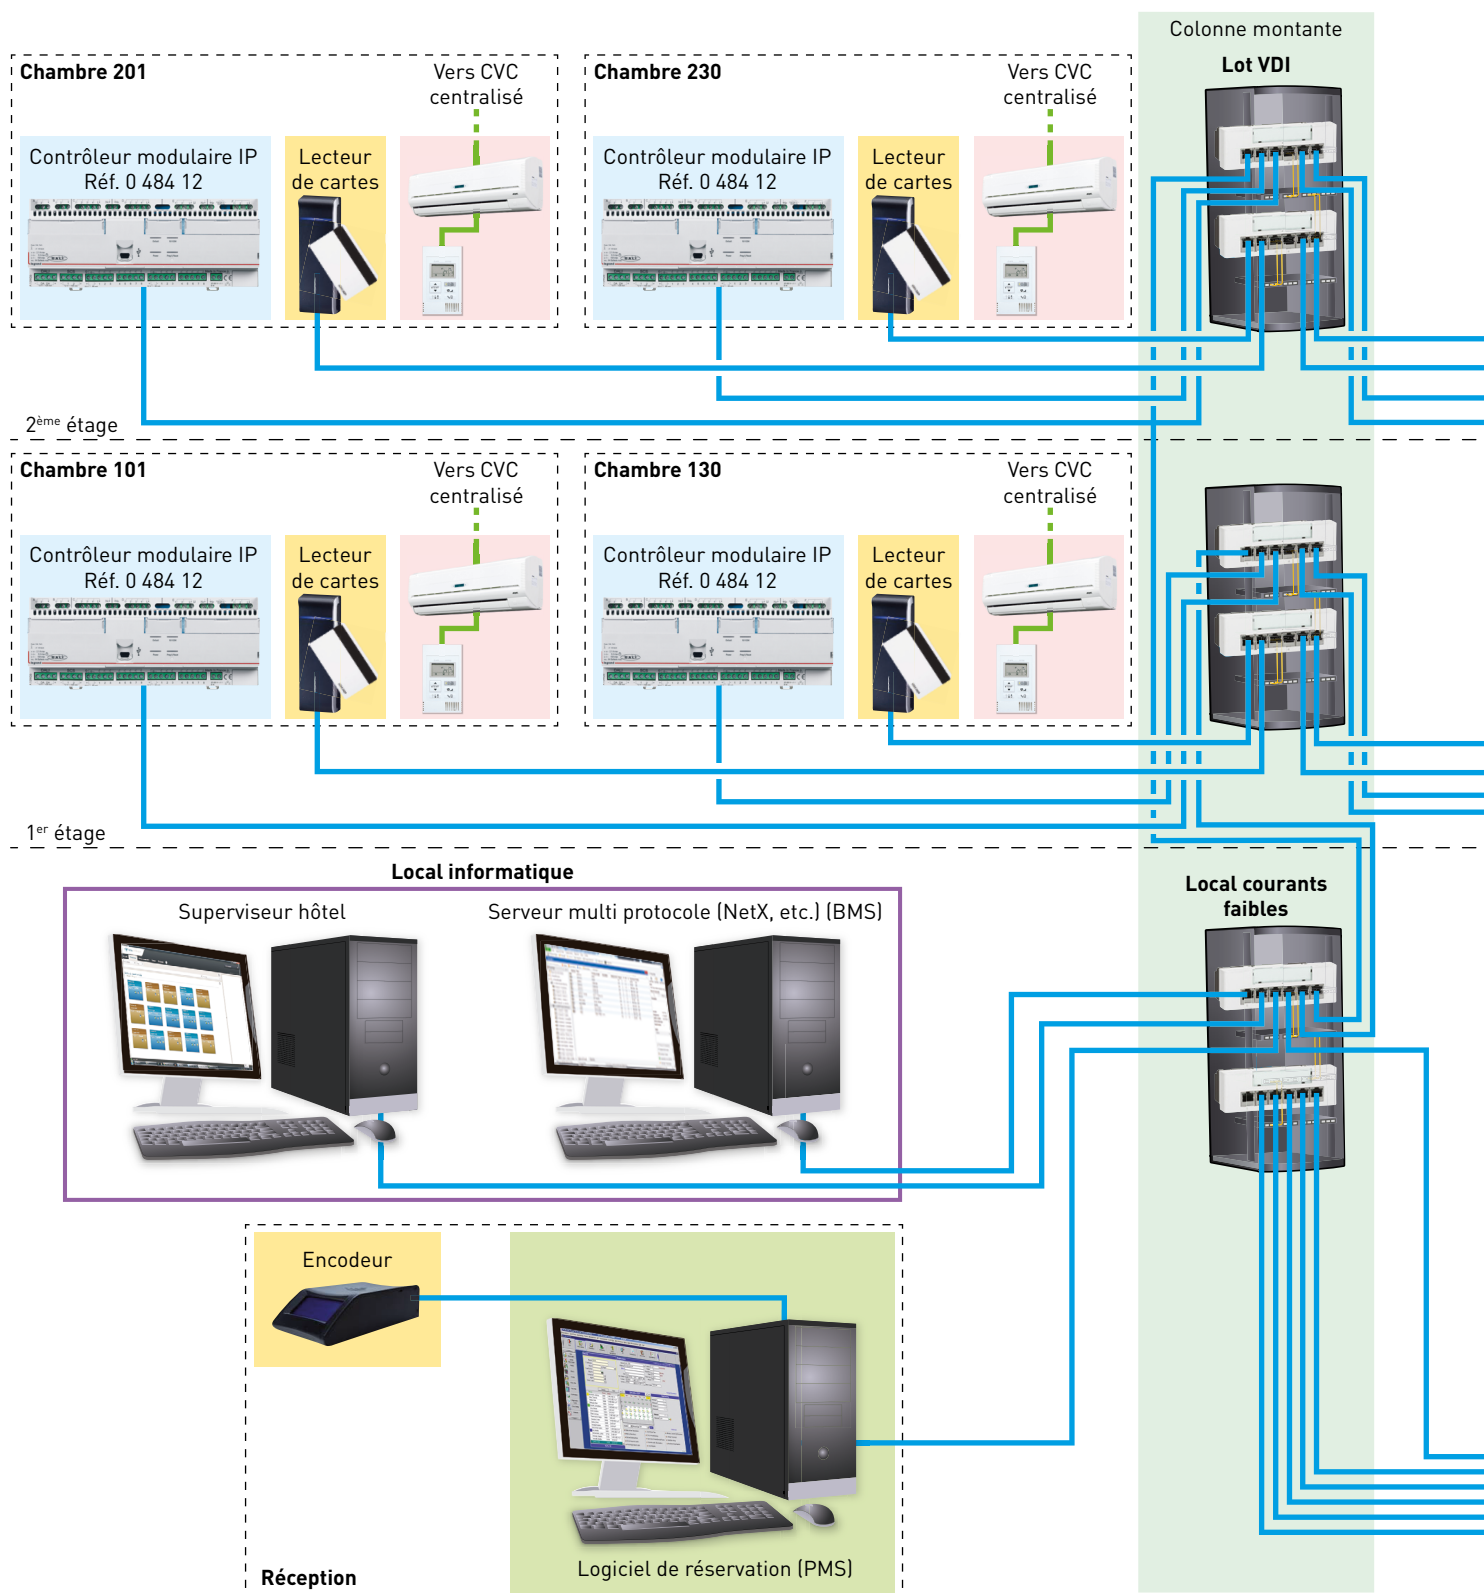 Colonne montante
Lot VDI
Chambre 201
Vers CVC
centralisé
Contrôleur modulaire IP
Réf. 0 484 12
Lecteur
de cartes
Chambre 230
Vers CVC
centralisé
Contrôleur modulaire IP
Réf. 0 484 12
Lecteur
de cartes
2ème étage
Chambre 101
Vers CVC
centralisé
Contrôleur modulaire IP
Réf. 0 484 12
Lecteur
de cartes
Chambre 130
Vers CVC
centralisé
Contrôleur modulaire IP
Réf. 0 484 12
Lecteur
de cartes
1er étage
Local informatique
Superviseur hôtel
Serveur multi protocole (NetX, etc.) (BMS)
Local courants
faibles
Encodeur
Logiciel de réservation (PMS)
Réception